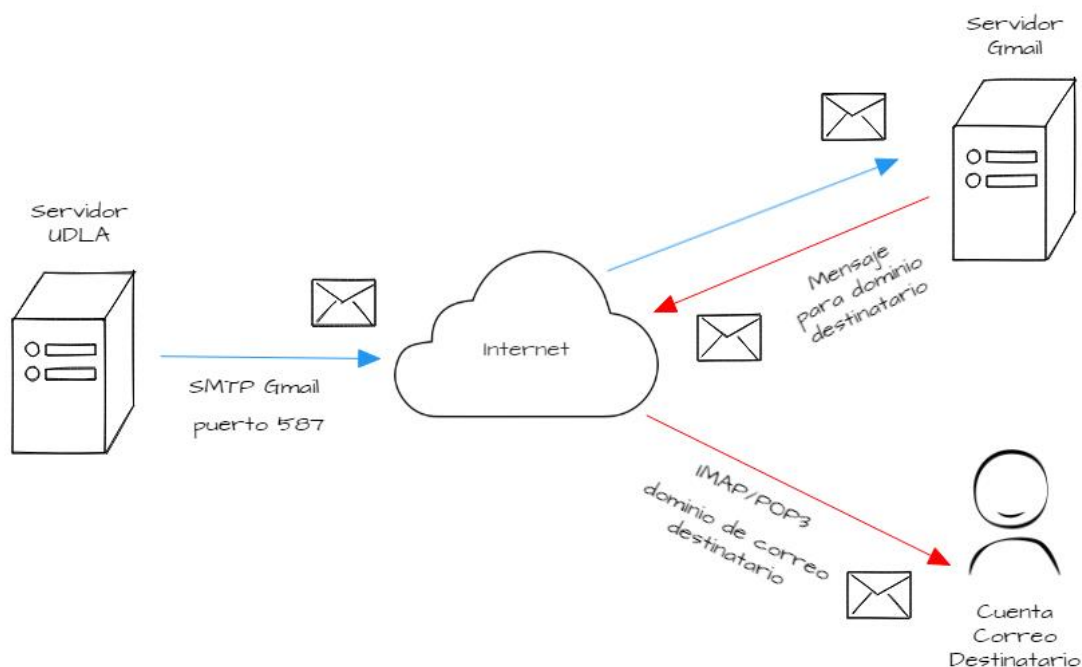 Servidor
Gmail
Servidor
UDLA
Mensaje
para dominio
destinatario
Internet
SMTP Gmail
puerto 587
IMAP/POP3
dominio de correo
destinatario
Cuenta
Correo
Destinatario